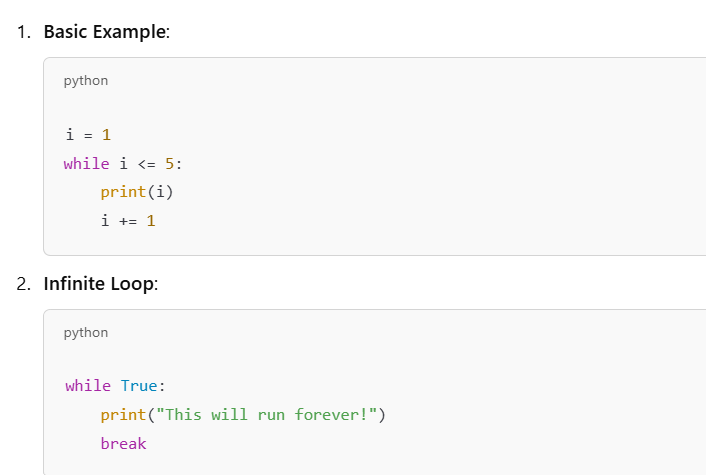 1. Basic Example:
python
i = 1
while i <= 5:
    print(i)
    i += 1
2. Infinite Loop:
python
while True:
    print("This will run forever!")
    break